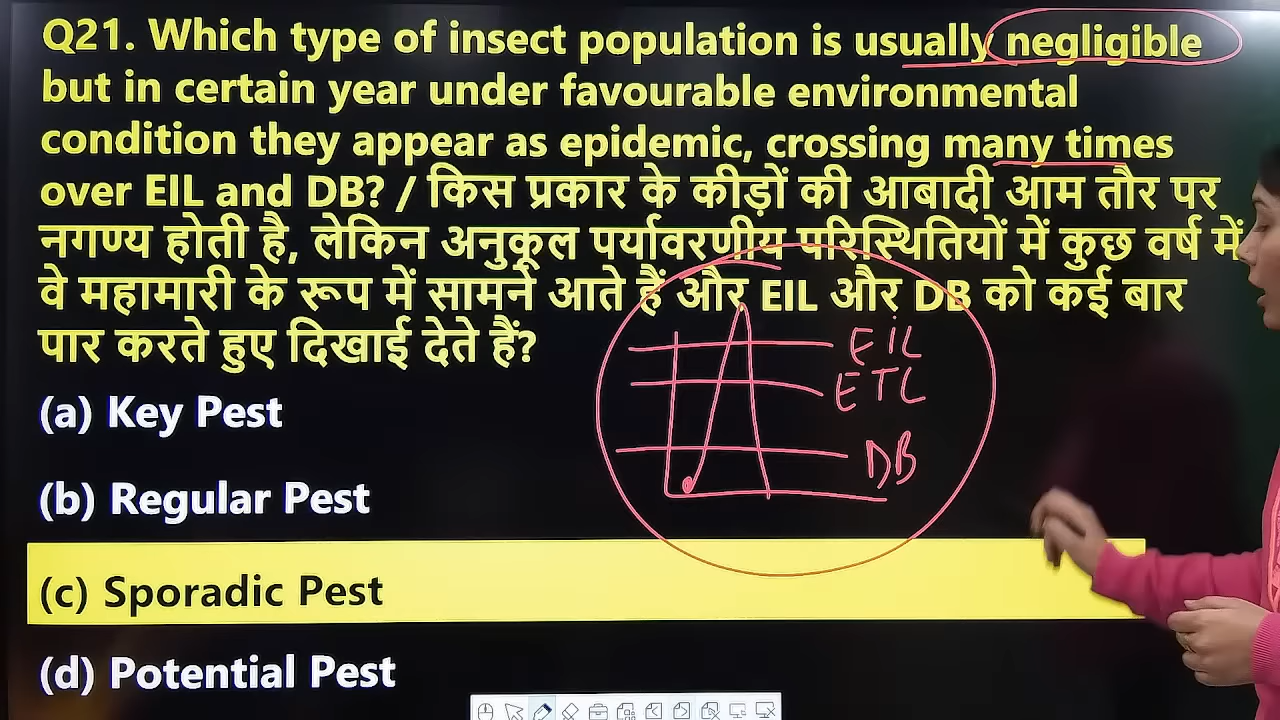 Q21. Which type of insect population is usually negligible
but in certain year under favourable environmental
condition they appear as epidemic, crossing many times
over EIL and DB? / किस प्रकार के कीड़ों की आबादी आम तौर पर
नगण्य होती है, लेकिन अनुकूल पर्यावरणीय परिस्थितियों में कुछ वर्ष में
वे महामारी के रूप में सामने आते हैं और EIL और DB को कई बार
पार करते हुए दिखाई देते हैं?
EIL
ETL
DB
(a) Key Pest
(b) Regular Pest
(c) Sporadic Pest
(d) Potential Pest